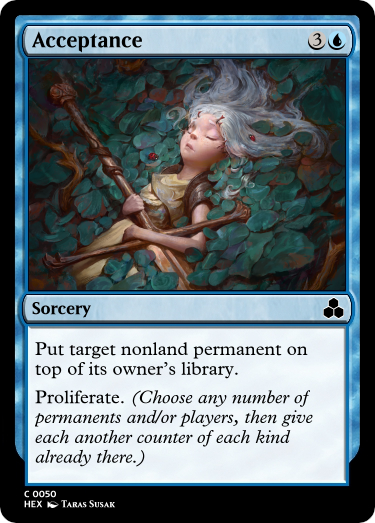 Acceptance 3
Sorcery
Put target nonland permanent on
top of its owner's library.
Proliferate. (Choose any number of
permanents and/or players, then give
each another counter of each kind
already there.)
C 0050
HEX Taras Susak